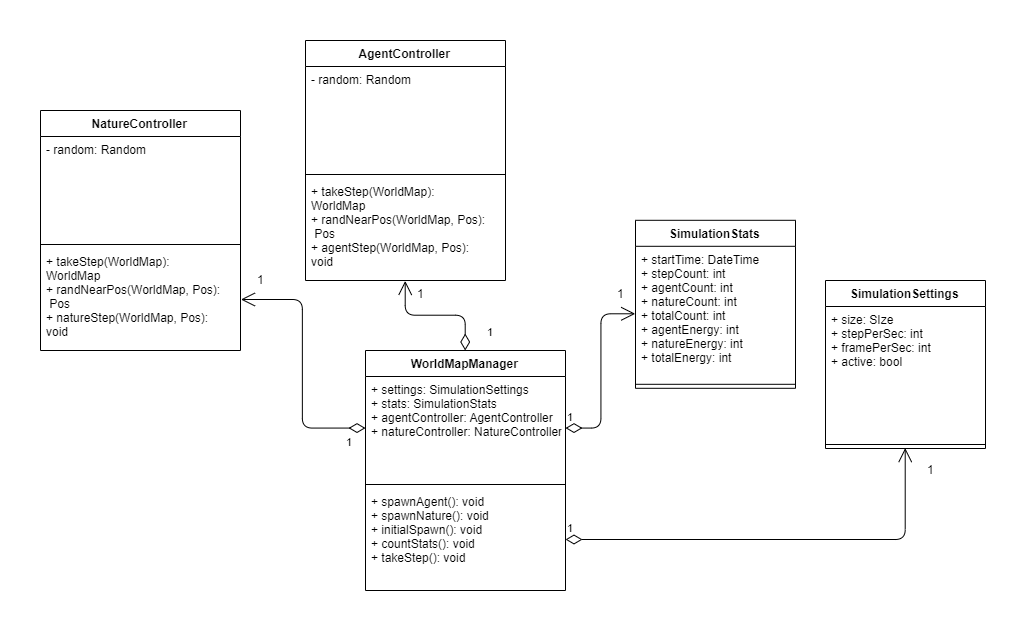 AgentController
- random: Random
+ takeStep(WorldMap):
WorldMap
+ randNearPos(WorldMap, Pos):
Pos
+ agentStep(WorldMap, Pos):
void
NatureController
- random: Random
+ takeStep(WorldMap):
WorldMap
+ randNearPos(WorldMap, Pos):
Pos
+ natureStep(WorldMap, Pos):
void
SimulationStats
+ startTime: DateTime
+ stepCount: int
+ agentCount: int
+ natureCount: int
+ totalCount: int
+ agentEnergy: int
+ natureEnergy: int
+ totalEnergy: int
SimulationSettings
+ size: SIze
+ stepPerSec: int
+ framePerSec: int
+ active: bool
1
1
1
1
WorldMapManager
+ settings: SimulationSettings
+ stats: SimulationStats
+ agentController: AgentController
+ natureController: NatureController
+ spawnAgent(): void
+ spawnNature(): void
+ initialSpawn(): void
+ countStats(): void
+ takeStep(): void
1
1
1
1